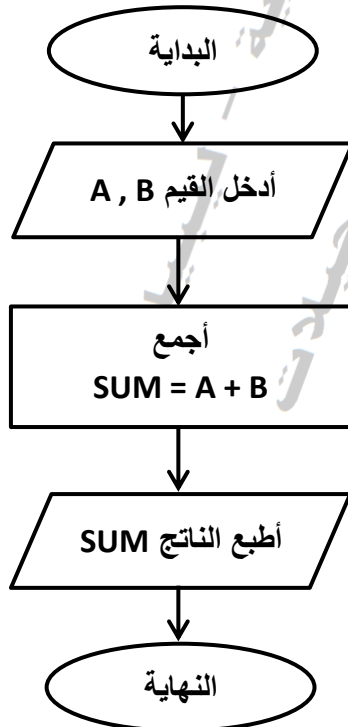 البداية
أدخل القيم A , B
أجمع
SUM = A + B
أطبع الناتج SUM
النهاية